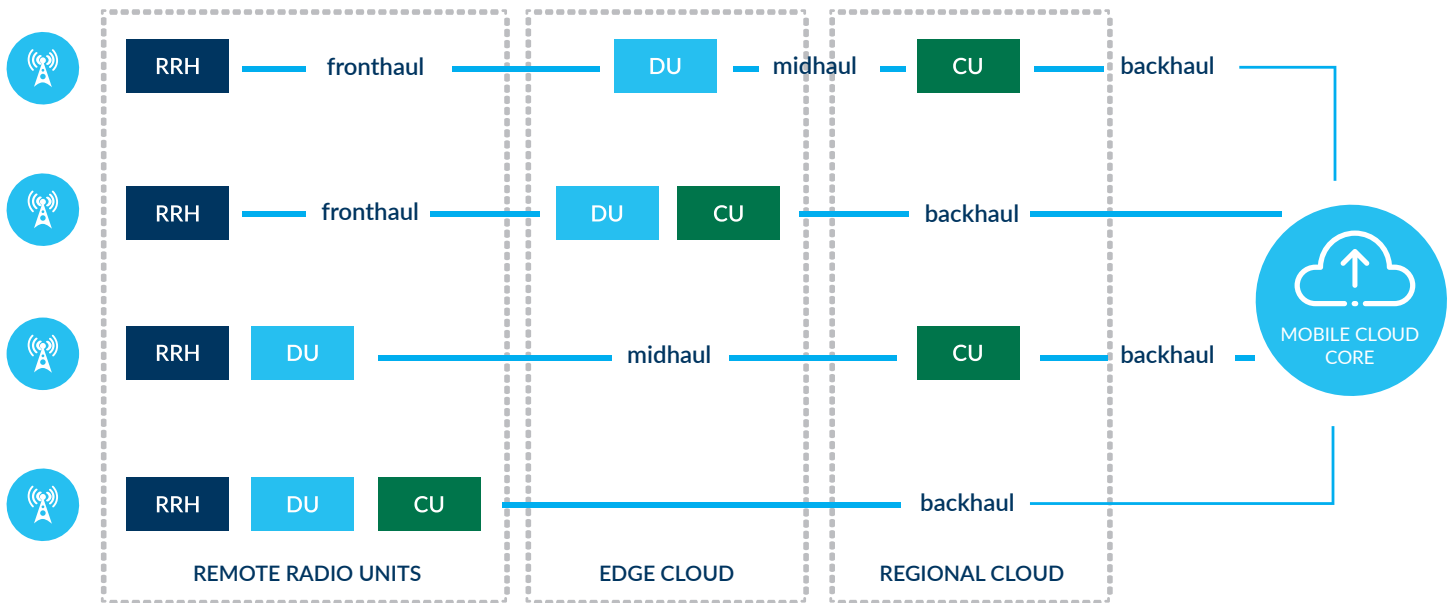 RRH fronthaul DU midhaul CU backhaul
RRH fronthaul DU CU backhaul
RRH DU midhaul CU backhaul
MOBILE CLOUD
CORE
RRH DU CU backhaul
REMOTE RADIO UNITS EDGE CLOUD REGIONAL CLOUD